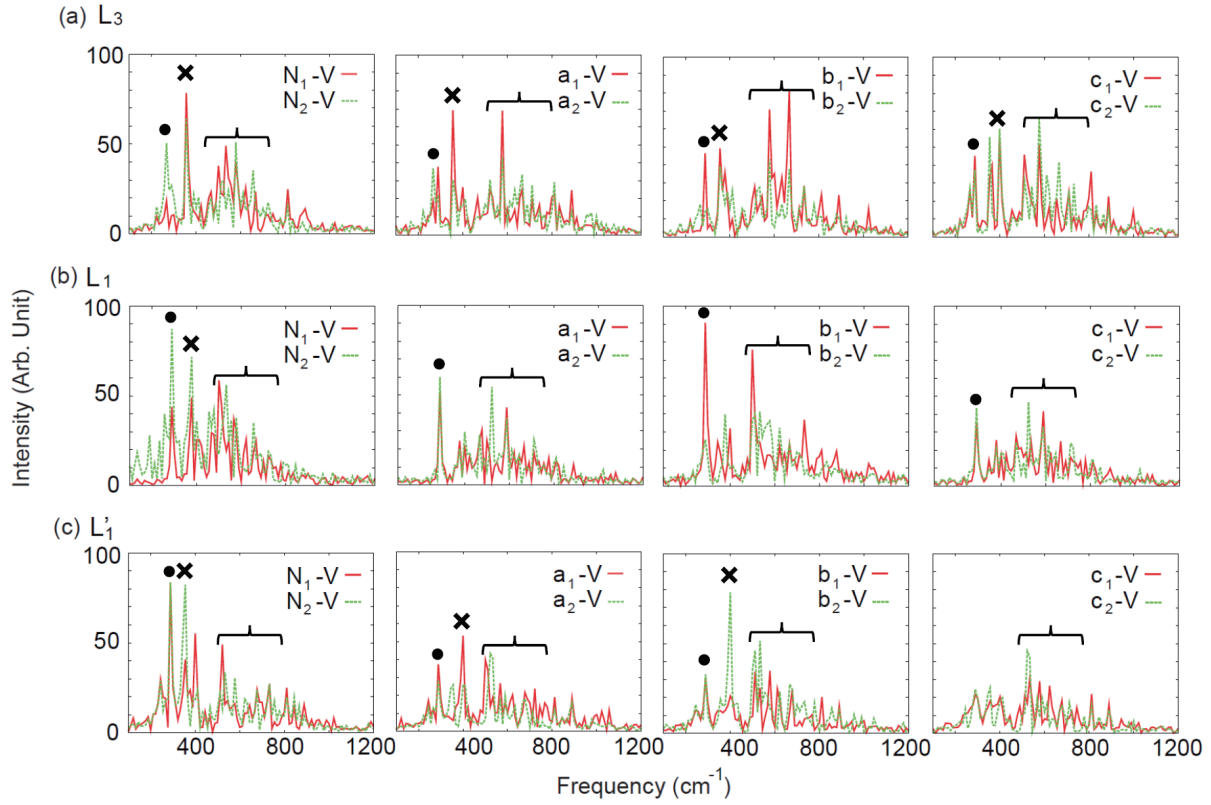 (a) L₃
100
50
0
N₁-V
N₂-V
a₁-V
a₂-V
b₁-V
b₂-V
c₁-V
c₂-V
(b) L₁
100
50
0
N₁-V
N₂-V
a₁-V
a₂-V
b₁-V
b₂-V
c₁-V
c₂-V
(c) L'₁
100
50
0
N₁-V
N₂-V
a₁-V
a₂-V
b₁-V
b₂-V
c₁-V
c₂-V
400 800 1200
400 800 1200
400 800 1200
400 800 1200
Intensity (Arb. Unit)
Frequency (cm⁻¹)